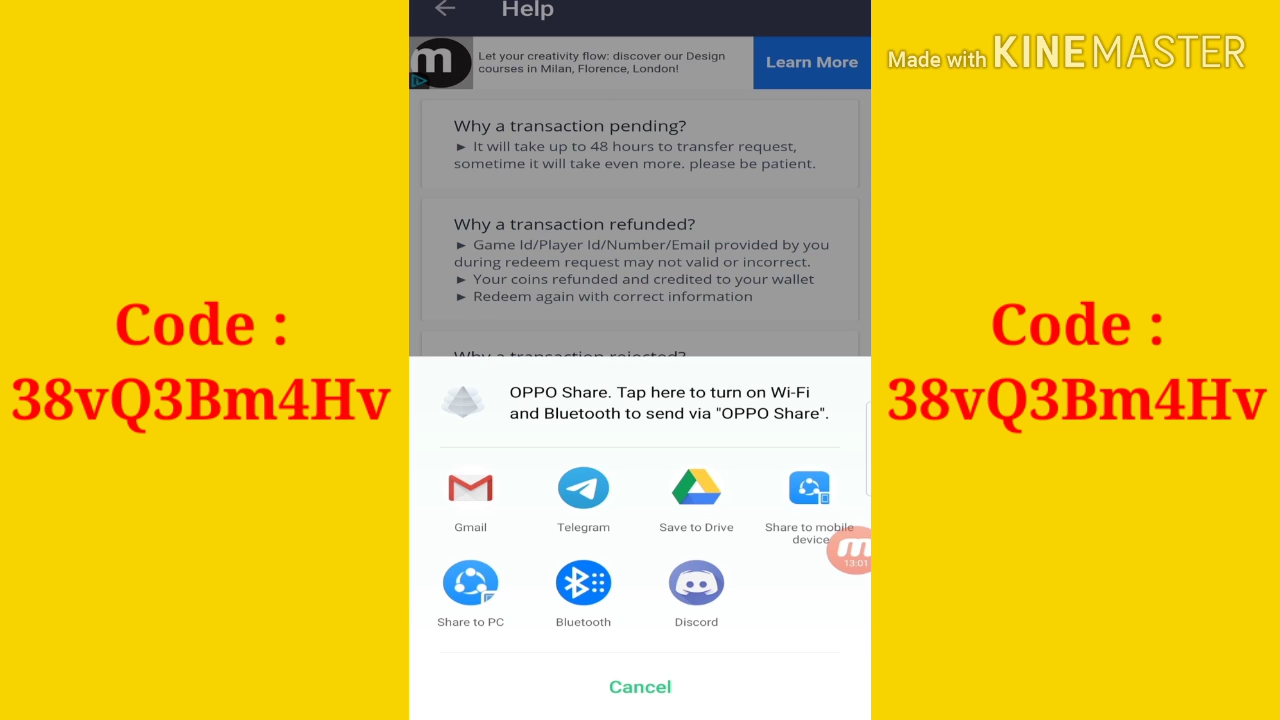 Help
m
Let your creativity flow: discover our Design
courses in Milan, Florence, London!
Learn More
Made with KINEMASTER
Why a transaction pending?
► It will take up to 48 hours to transfer request,
sometime it will take even more. please be patient.
Why a transaction refunded?
► Game Id/Player Id/Number/Email provided by you
during redeem request may not valid or incorrect.
► Your coins refunded and credited to your wallet
► Redeem again with correct information
Why a transaction rejected?
Code :
38vQ3Bm4Hv
Code :
38vQ3Bm4Hv
OPPO Share. Tap here to turn on Wi-Fi
and Bluetooth to send via "OPPO Share".
Gmail
Telegram
Save to Drive
Share to mobile
device
13:01
Share to PC
Bluetooth
Discord
Cancel